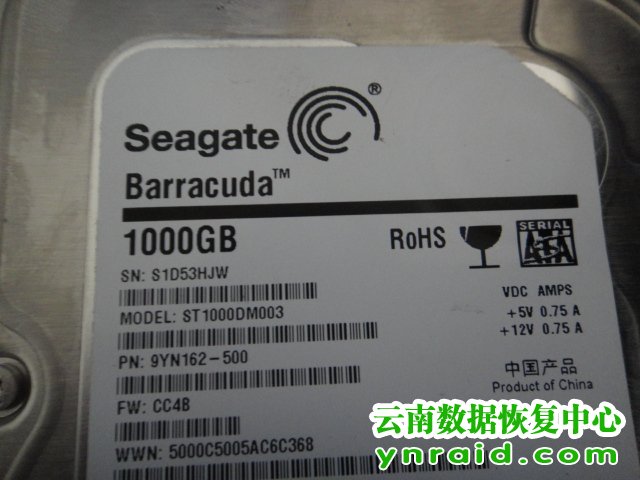 Seagate ®
Barracuda™
1000GB
RoHS
SERIAL
ATA
SN: S1D53HJW
VDC AMPS
MODEL: ST1000DM003
+5V 0.75 A
+12V 0.75 A
PN: 9YN162-500
中国产品
Product of China
FW: CC4B
WWN: 5000C5005AC6C368
云南数据恢复中心
ynraid.com